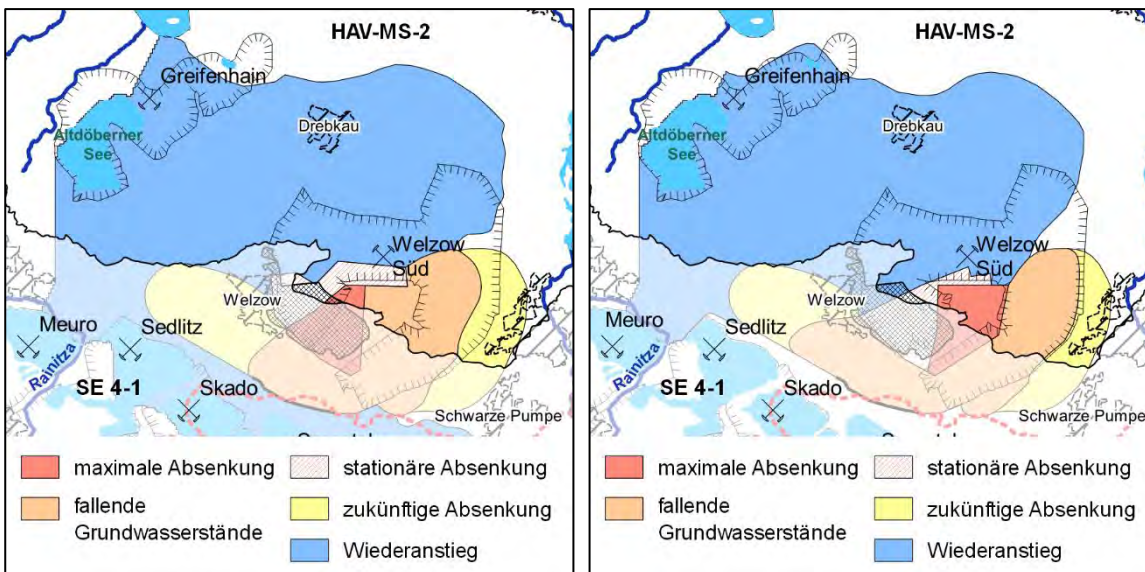 HAV-MS-2
Greifenhain
Drebkau
Altdöberner
See
Welzow
Süd
Welzow
Meuro
Sedlitz
Rainitza
SE 4-1
Skado
Schwarze Pumpe
maximale Absenkung
stationäre Absenkung
fallende
Grundwasserstände
zukünftige Absenkung
Wiederanstieg
HAV-MS-2
Greifenhain
Drebkau
Altdöberner
See
Welzow
Süd
Welzow
Meuro
Sedlitz
Rainitza
SE 4-1
Skado
Schwarze Pumpe
maximale Absenkung
stationäre Absenkung
fallende
Grundwasserstände
zukünftige Absenkung
Wiederanstieg